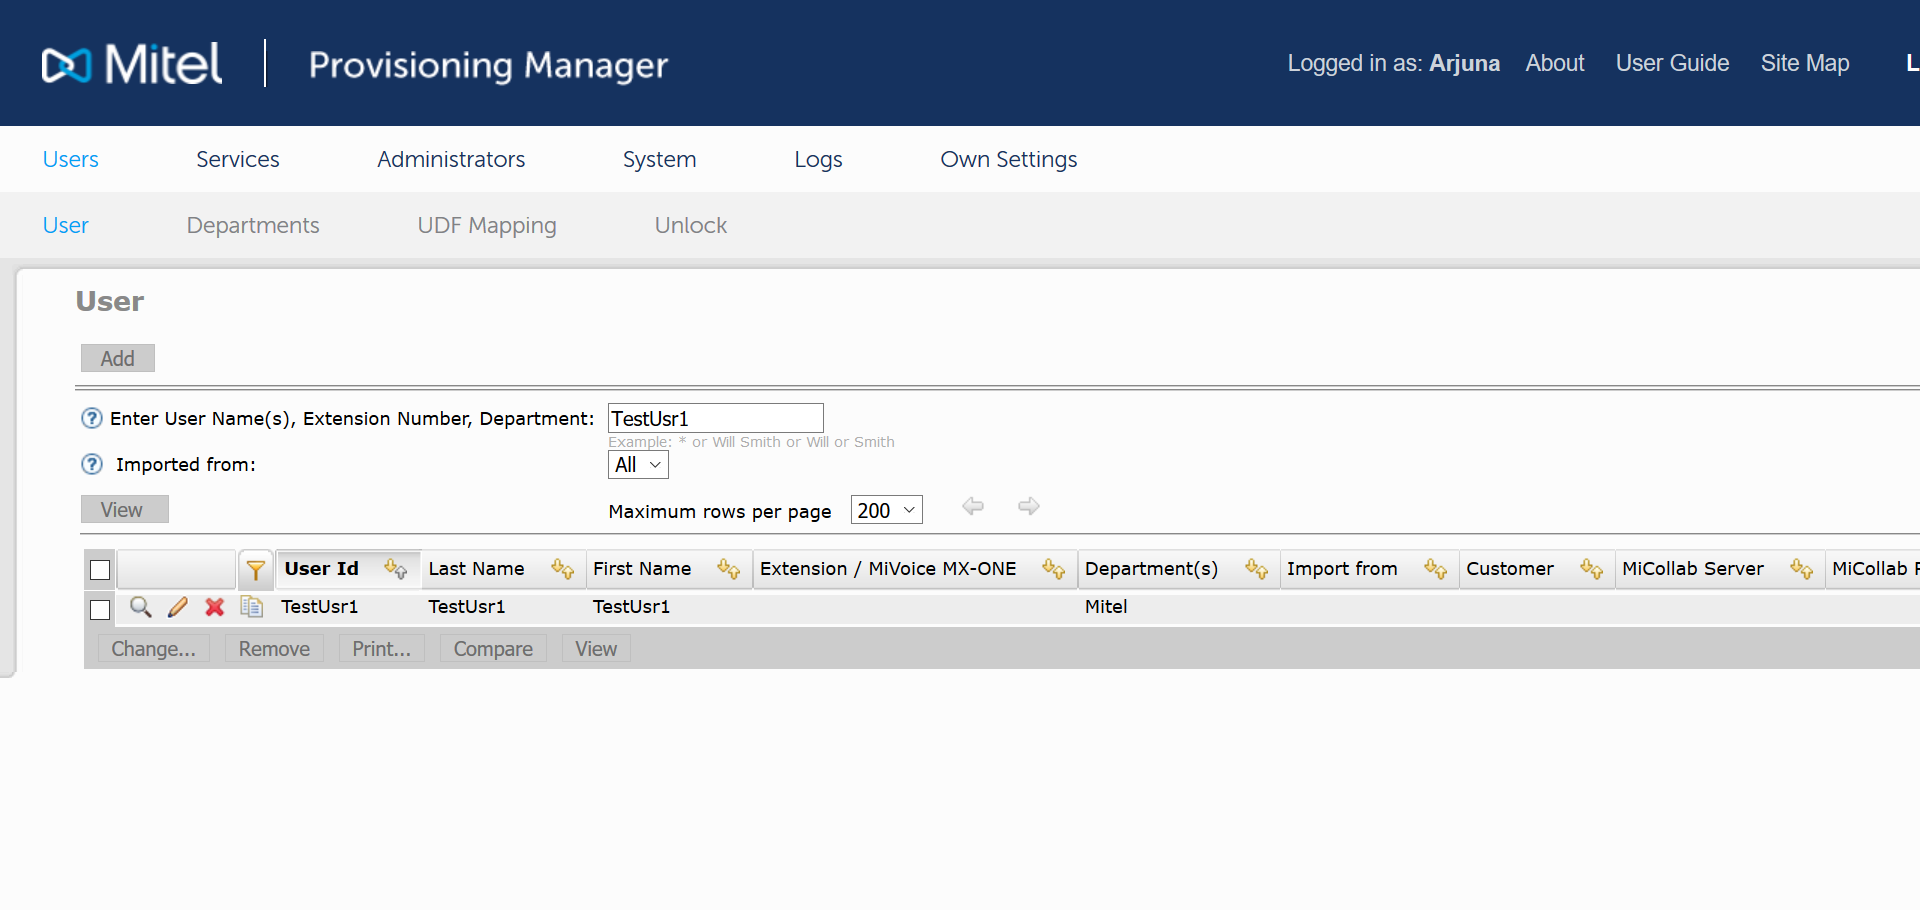 Mitel | Provisioning Manager
Logged in as: Arjuna About User Guide Site Map L
Users Services Administrators System Logs Own Settings
User Departments UDF Mapping Unlock
User
Add
Enter User Name(s), Extension Number, Department: TestUsr1
Example: * or Will Smith or Will or Smith
Imported from: All
View Maximum rows per page 200
User Id Last Name First Name Extension / MiVoice MX-ONE Department(s) Import from Customer MiCollab Server MiCollab
TestUsr1 TestUsr1 TestUsr1 Mitel
Change... Remove Print... Compare View